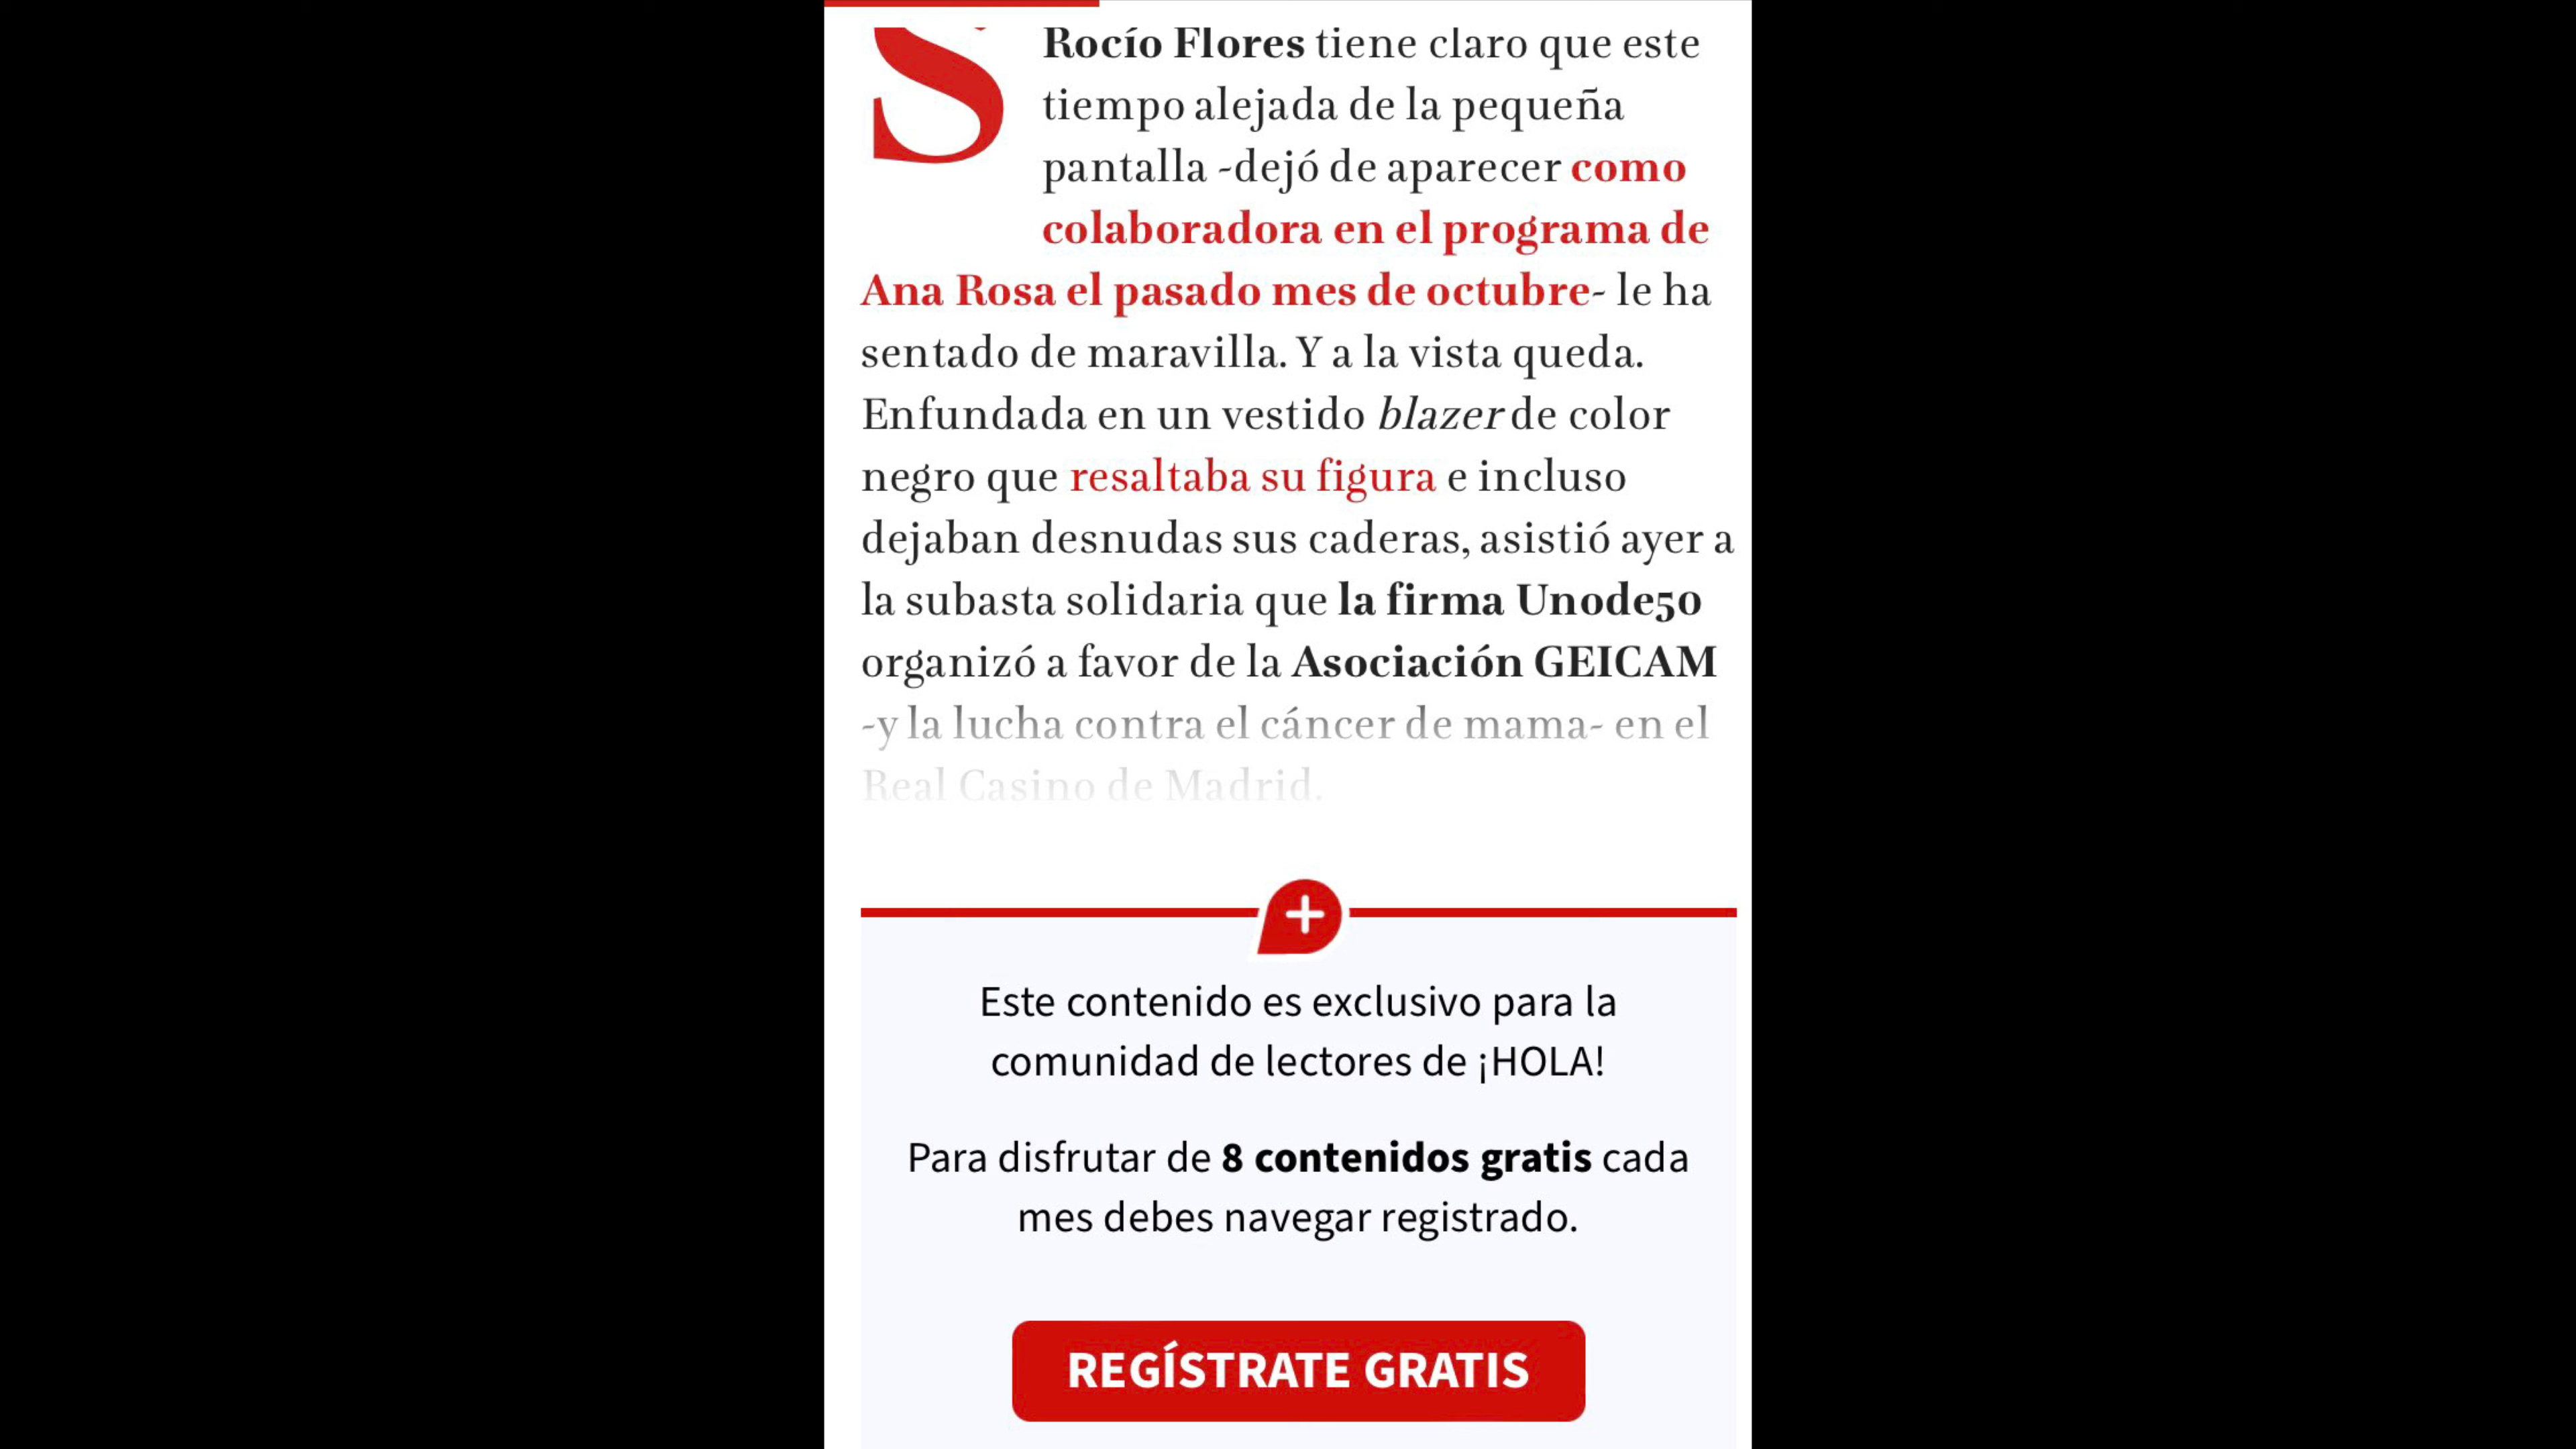 S
Rocío Flores tiene claro que este
tiempo alejada de la pequeña
pantalla -dejó de aparecer como
colaboradora en el programa de
Ana Rosa el pasado mes de octubre- le ha
sentado de maravilla. Y a la vista queda.
Enfundada en un vestido blazer de color
negro que resaltaba su figura e incluso
dejaban desnudas sus caderas, asistió ayer a
la subasta solidaria que la firma Unode50
organizó a favor de la Asociación GEICAM
-y la lucha contra el cáncer de mama- en el
Real Casino de Madrid.
Este contenido es exclusivo para la
comunidad de lectores de ¡HOLA!
Para disfrutar de 8 contenidos gratis cada
mes debes navegar registrado.
REGÍSTRATE GRATIS